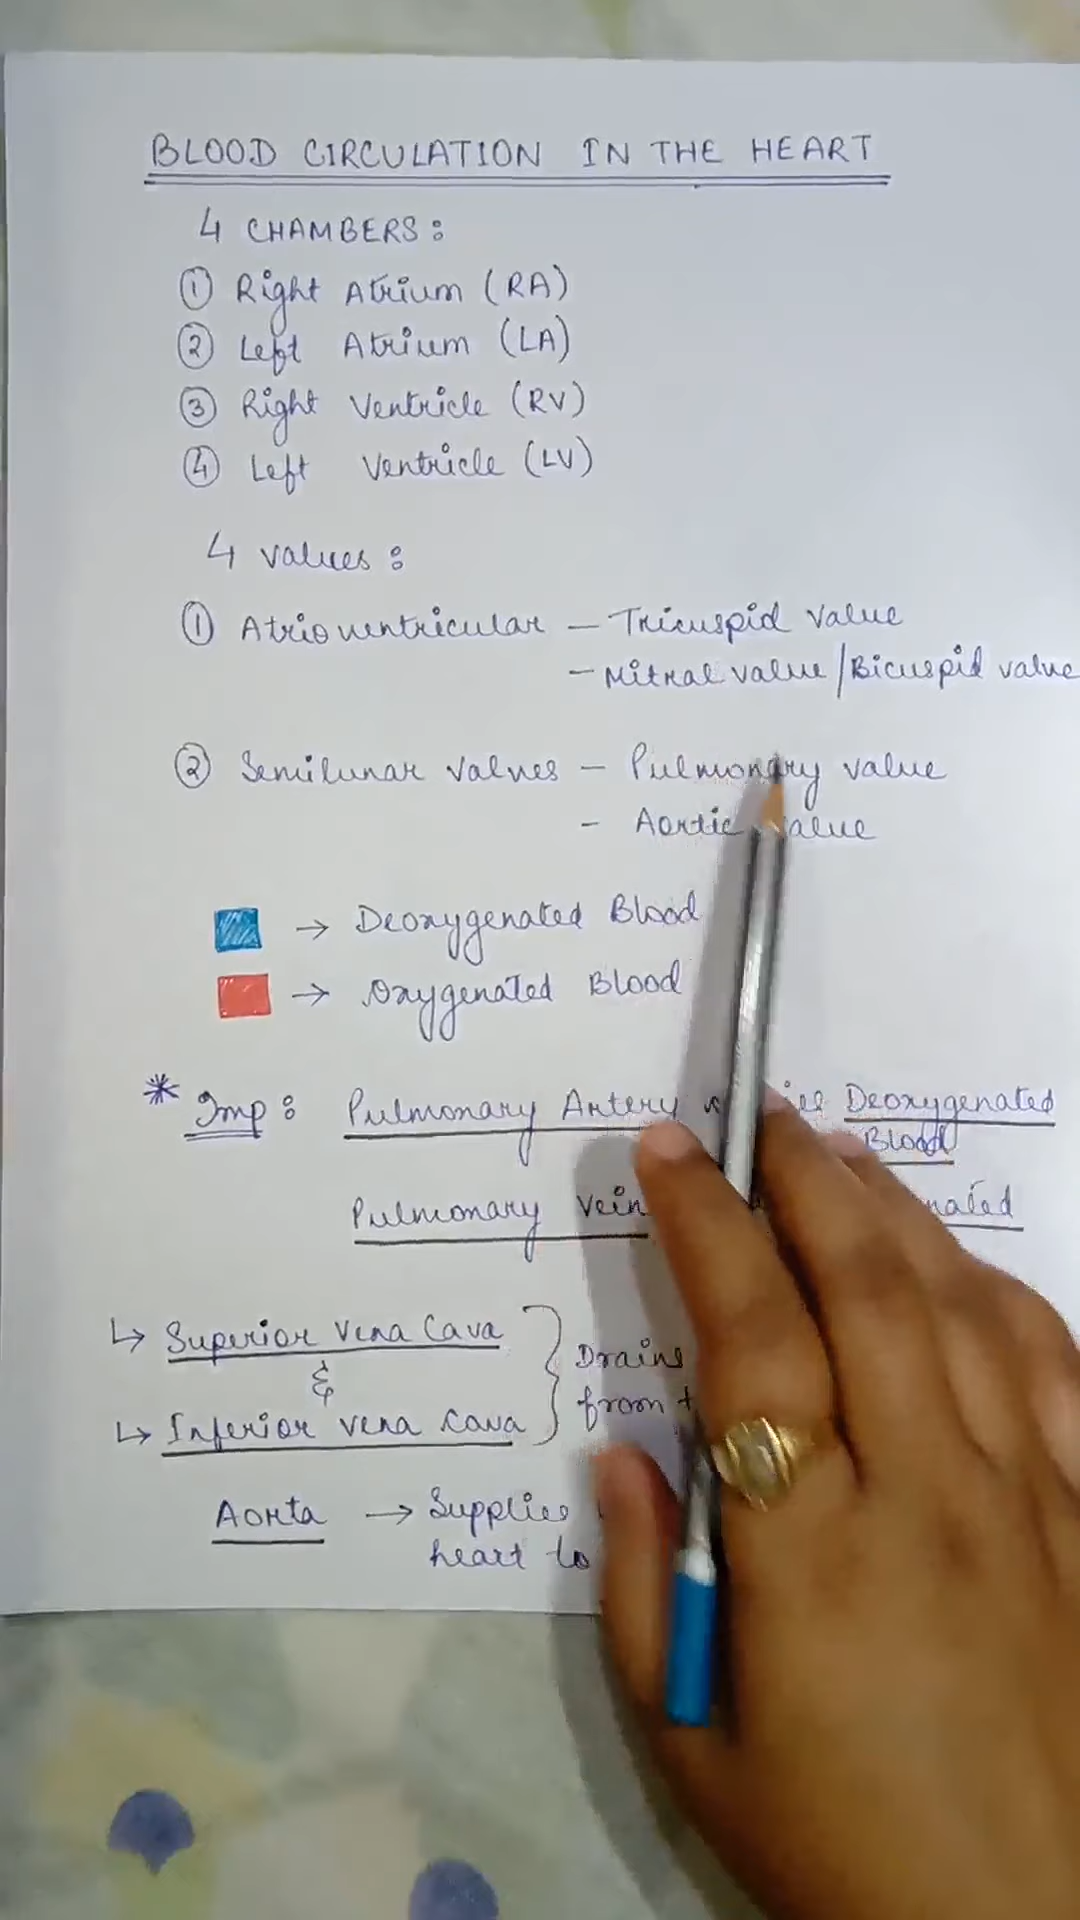 BLOOD CIRCULATION IN THE HEART
4 CHAMBERS:
① Right Atrium (RA)
② Left Atrium (LA)
③ Right Ventricle (RV)
④ Left Ventricle (LV)
4 valves:
① Atrioventricular – Tricuspid valve
– Mitral valve / Bicuspid valve
② Semilunar valves – Pulmonary valve
– Aortic
→ Deoxygenated Blood
→ Oxygenated Blood
* Imp: Pulmonary Artery Deoxygenated
Blood
Pulmonary Vein
↳ Superior Vena Cava
&
↳ Inferior vena cava
Drains
from
Aorta → Supplies
heart to